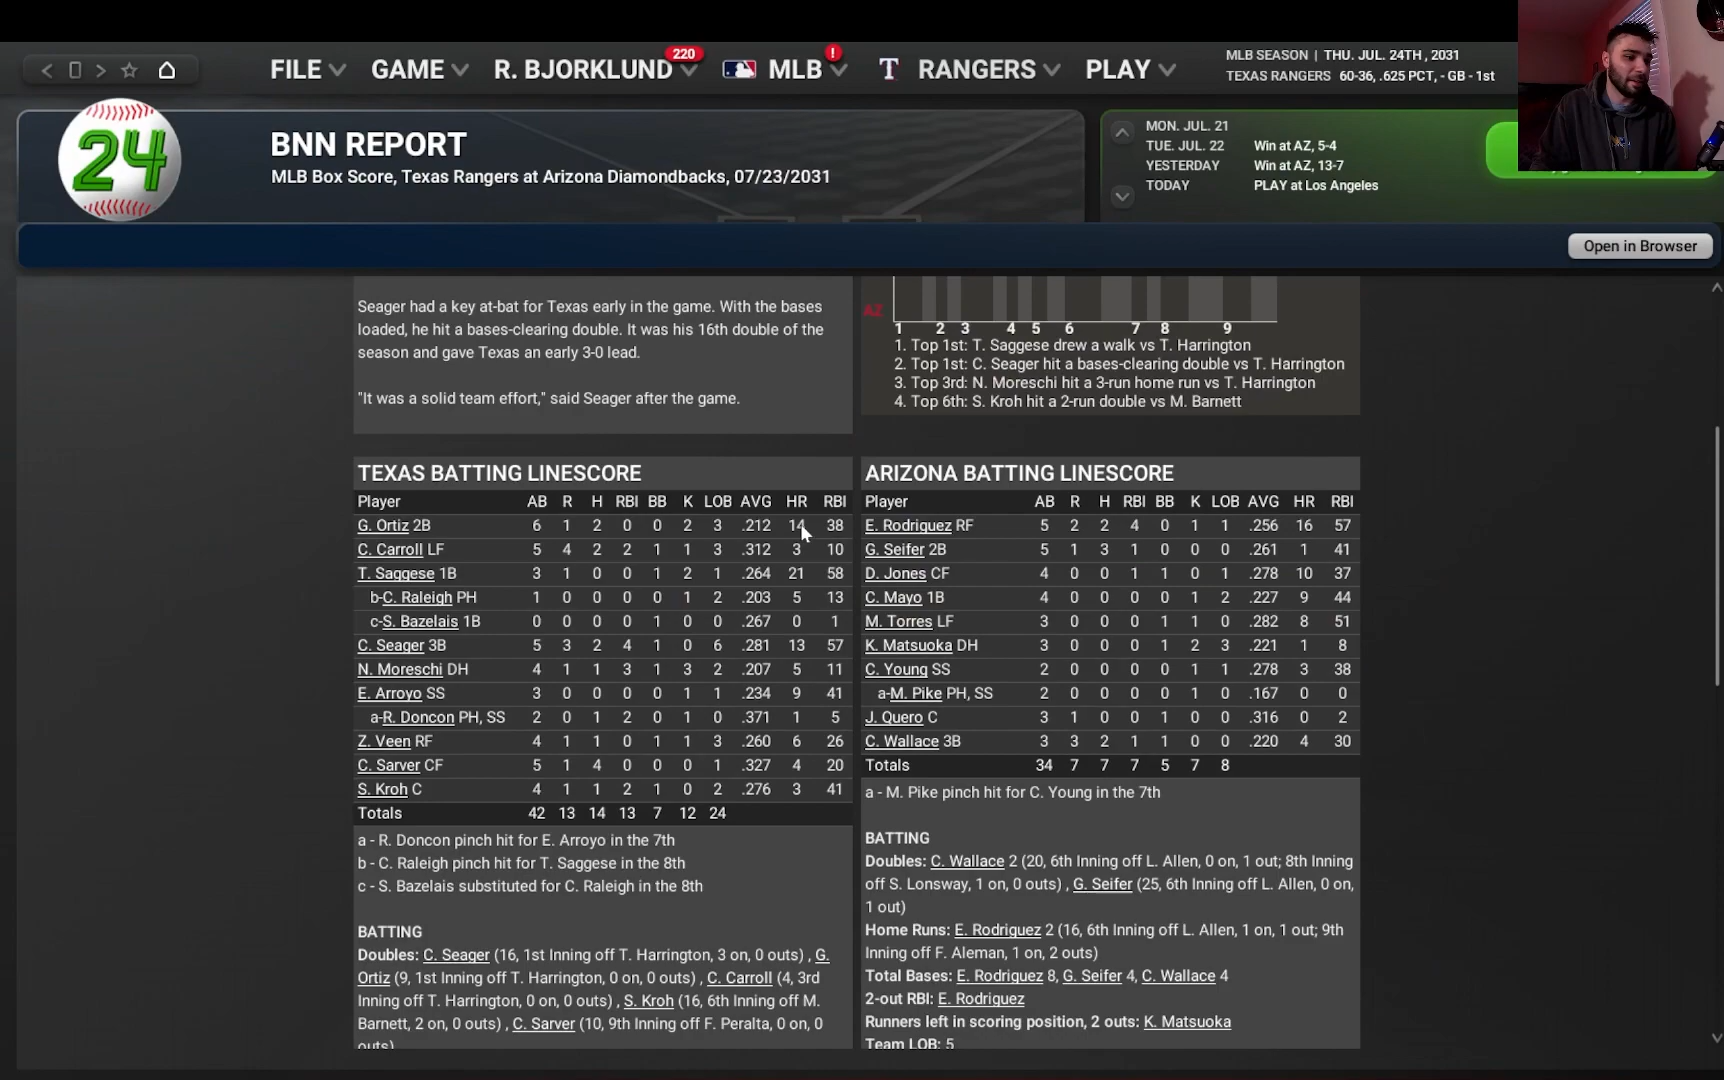 FILE GAME R. BJORKLUND 220 MLB ! T RANGERS PLAY
MLB SEASON | THU. JUL. 24TH , 2031
TEXAS RANGERS 60-36, .625 PCT, - GB - 1st
24
BNN REPORT
MLB Box Score, Texas Rangers at Arizona Diamondbacks, 07/23/2031
MON. JUL. 21
TUE. JUL. 22 Win at AZ, 5-4
YESTERDAY Win at AZ, 13-7
TODAY PLAY at Los Angeles
Open in Browser
Seager had a key at-bat for Texas early in the game. With the bases
loaded, he hit a bases-clearing double. It was his 16th double of the
season and gave Texas an early 3-0 lead.
"It was a solid team effort," said Seager after the game.
AZ
1 2 3 4 5 6 7 8 9
1. Top 1st: T. Saggese drew a walk vs T. Harrington
2. Top 1st: C. Seager hit a bases-clearing double vs T. Harrington
3. Top 3rd: N. Moreschi hit a 3-run home run vs T. Harrington
4. Top 6th: S. Kroh hit a 2-run double vs M. Barnett
TEXAS BATTING LINESCORE
Player AB R H RBI BB K LOB AVG HR RBI
G. Ortiz 2B 6 1 2 0 0 2 3 .212 14 38
C. Carroll LF 5 4 2 2 1 1 3 .312 3 10
T. Saggese 1B 3 1 0 0 1 2 1 .264 21 58
b-C. Raleigh PH 1 0 0 0 0 1 2 .203 5 13
c-S. Bazelais 1B 0 0 0 0 1 0 0 .267 0 1
C. Seager 3B 5 3 2 4 1 0 6 .281 13 57
N. Moreschi DH 4 1 1 3 1 3 2 .207 5 11
E. Arroyo SS 3 0 0 0 0 1 1 .234 9 41
a-R. Doncon PH, SS 2 0 1 2 0 1 0 .371 1 5
Z. Veen RF 4 1 1 0 1 1 3 .260 6 26
C. Sarver CF 5 1 4 0 0 0 1 .327 4 20
S. Kroh C 4 1 1 2 1 0 2 .276 3 41
Totals 42 13 14 13 7 12 24
a - R. Doncon pinch hit for E. Arroyo in the 7th
b - C. Raleigh pinch hit for T. Saggese in the 8th
c - S. Bazelais substituted for C. Raleigh in the 8th
BATTING
Doubles: C. Seager (16, 1st Inning off T. Harrington, 3 on, 0 outs) , G.
Ortiz (9, 1st Inning off T. Harrington, 0 on, 0 outs) , C. Carroll (4, 3rd
Inning off T. Harrington, 0 on, 0 outs) , S. Kroh (16, 6th Inning off M.
Barnett, 2 on, 0 outs) , C. Sarver (10, 9th Inning off F. Peralta, 0 on, 0
outs)
ARIZONA BATTING LINESCORE
Player AB R H RBI BB K LOB AVG HR RBI
E. Rodriguez RF 5 2 2 4 0 1 1 .256 16 57
G. Seifer 2B 5 1 3 1 0 0 0 .261 1 41
D. Jones CF 4 0 0 1 1 0 1 .278 10 37
C. Mayo 1B 4 0 0 0 0 1 2 .227 9 44
M. Torres LF 3 0 0 0 1 1 0 .282 8 51
K. Matsuoka DH 3 0 0 0 1 2 3 .221 1 8
C. Young SS 2 0 0 0 0 1 1 .278 3 38
a-M. Pike PH, SS 2 0 0 0 0 1 0 .167 0 0
J. Quero C 3 1 0 0 1 0 0 .316 0 2
C. Wallace 3B 3 3 2 1 1 0 0 .220 4 30
Totals 34 7 7 7 5 7 8
a - M. Pike pinch hit for C. Young in the 7th
BATTING
Doubles: C. Wallace 2 (20, 6th Inning off L. Allen, 0 on, 1 out; 8th Inning
off S. Lonsway, 1 on, 0 outs) , G. Seifer (25, 6th Inning off L. Allen, 0 on,
1 out)
Home Runs: E. Rodriguez 2 (16, 6th Inning off L. Allen, 1 on, 1 out; 9th
Inning off F. Aleman, 1 on, 2 outs)
Total Bases: E. Rodriguez 8, G. Seifer 4, C. Wallace 4
2-out RBI: E. Rodriguez
Runners left in scoring position, 2 outs: K. Matsuoka
Team LOB: 5